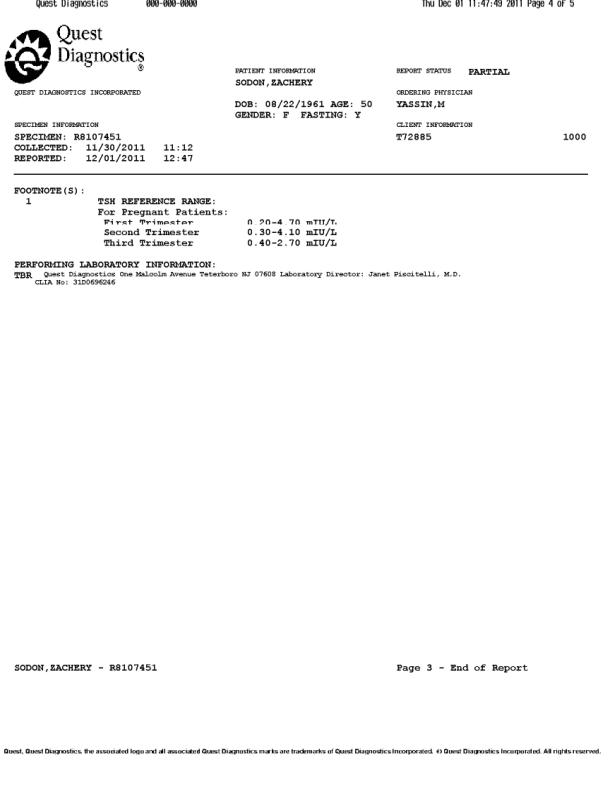 Quest Diagnostics 000-000-0000 Thu Dec 01 11:47:49 2011 Page 4 of 5
Quest
Diagnostics
®
PATIENT INFORMATION REPORT STATUS PARTIAL
SODON,ZACHERY
QUEST DIAGNOSTICS INCORPORATED ORDERING PHYSICIAN
DOB: 08/22/1961 AGE: 50 YASSIN,M
GENDER: F FASTING: Y
SPECIMEN INFORMATION CLIENT INFORMATION
SPECIMEN: R8107451 T72885 1000
COLLECTED: 11/30/2011 11:12
REPORTED: 12/01/2011 12:47
FOOTNOTE(S):
1 TSH REFERENCE RANGE:
For Pregnant Patients:
First Trimester 0.20-4.70 mIU/L
Second Trimester 0.30-4.10 mIU/L
Third Trimester 0.40-2.70 mIU/L
PERFORMING LABORATORY INFORMATION:
TBR Quest Diagnostics One Malcolm Avenue Teterboro NJ 07608 Laboratory Director: Janet Piscitelli, M.D.
CLIA No: 31D0696246
SODON,ZACHERY - R8107451 Page 3 - End of Report
Quest, Quest Diagnostics, the associated logo and all associated Quest Diagnostics marks are trademarks of Quest Diagnostics Incorporated. © Quest Diagnostics Incorporated. All rights reserved.